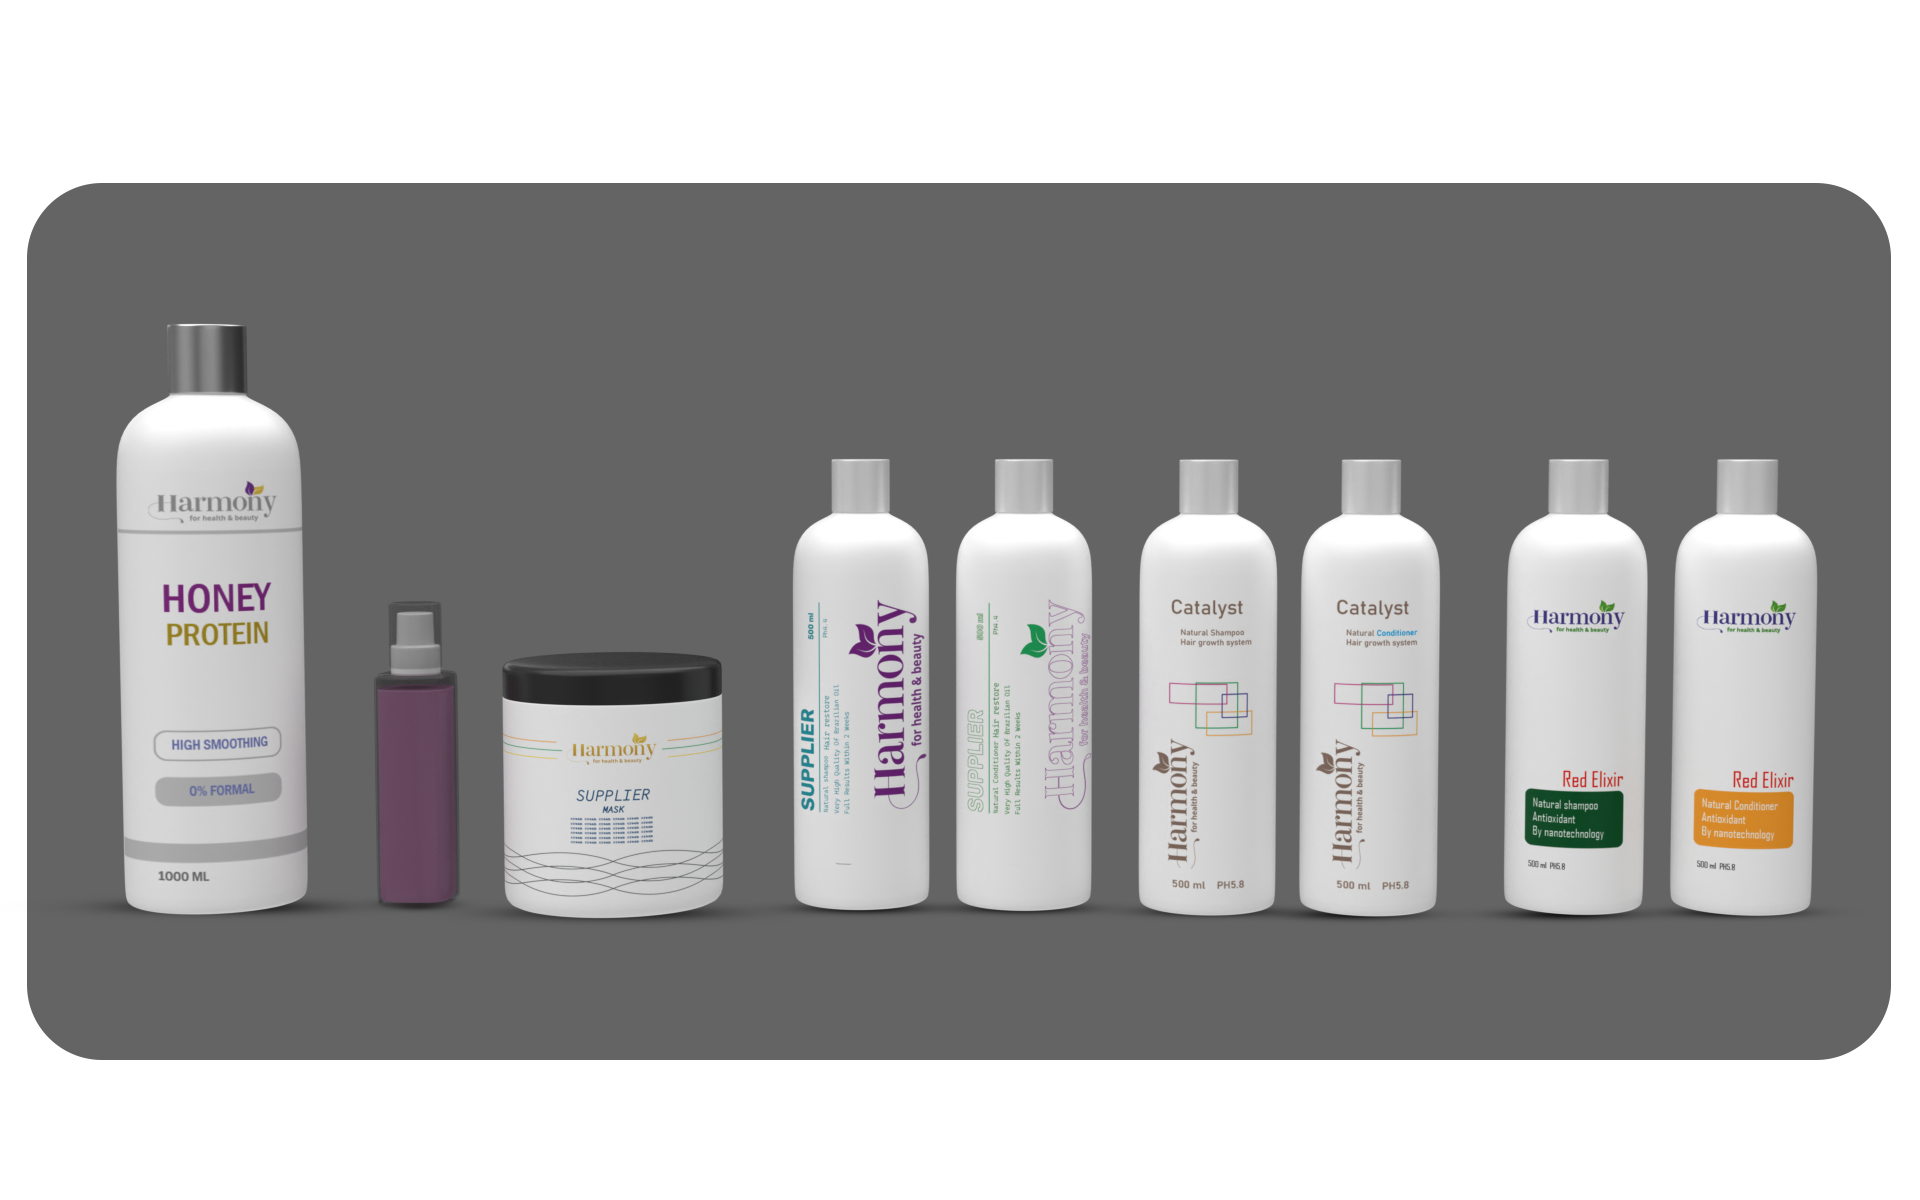 Harmony
for health & beauty
HONEY
PROTEIN
HIGH SMOOTHING
0% FORMAL
1000 ML
Harmony
for health & beauty
SUPPLIER
MASK
SUPPLIER
500 ml
PH4.4
Natural shampoo Hair restore
Very High Quality Of Brazilian Oil
Full Results Within 2 Weeks
Harmony
for health & beauty
SUPPLIER
500 ml
PH4.4
Natural Conditioner Hair restore
Very High Quality Of Brazilian Oil
Full Results Within 2 Weeks
Harmony
for health & beauty
Catalyst
Natural Shampoo
Hair growth system
Harmony
for health & beauty
500 ml PH5.8
Catalyst
Natural Conditioner
Hair growth system
Harmony
for health & beauty
500 ml PH5.8
Harmony
for health & beauty
Red Elixir
Natural shampoo
Antioxidant
By nanotechnology
500 ml PH5.8
Harmony
for health & beauty
Red Elixir
Natural Conditioner
Antioxidant
By nanotechnology
500 ml PH5.8